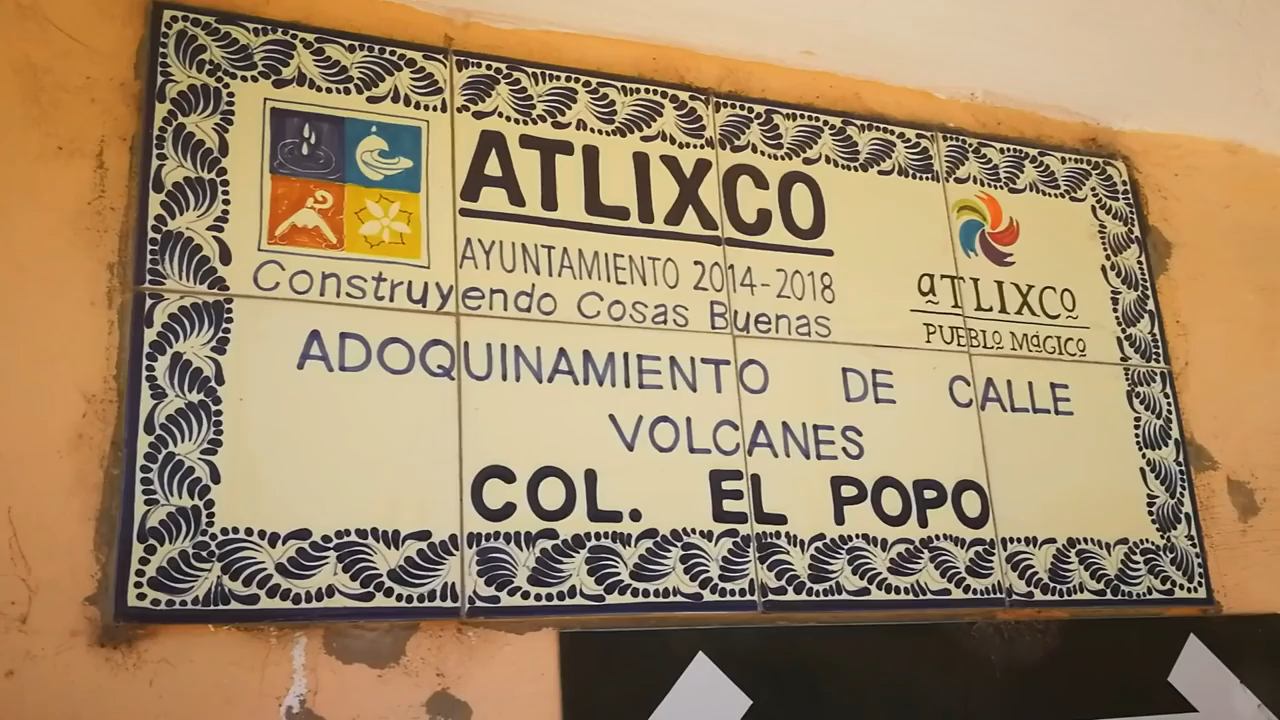 ATLIXCO
AYUNTAMIENTO 2014-2018
Construyendo Cosas Buenas
aTLIXCo
PUEBLo MáGICo
ADOQUINAMIENTO DE CALLE
VOLCANES
COL. EL POPO